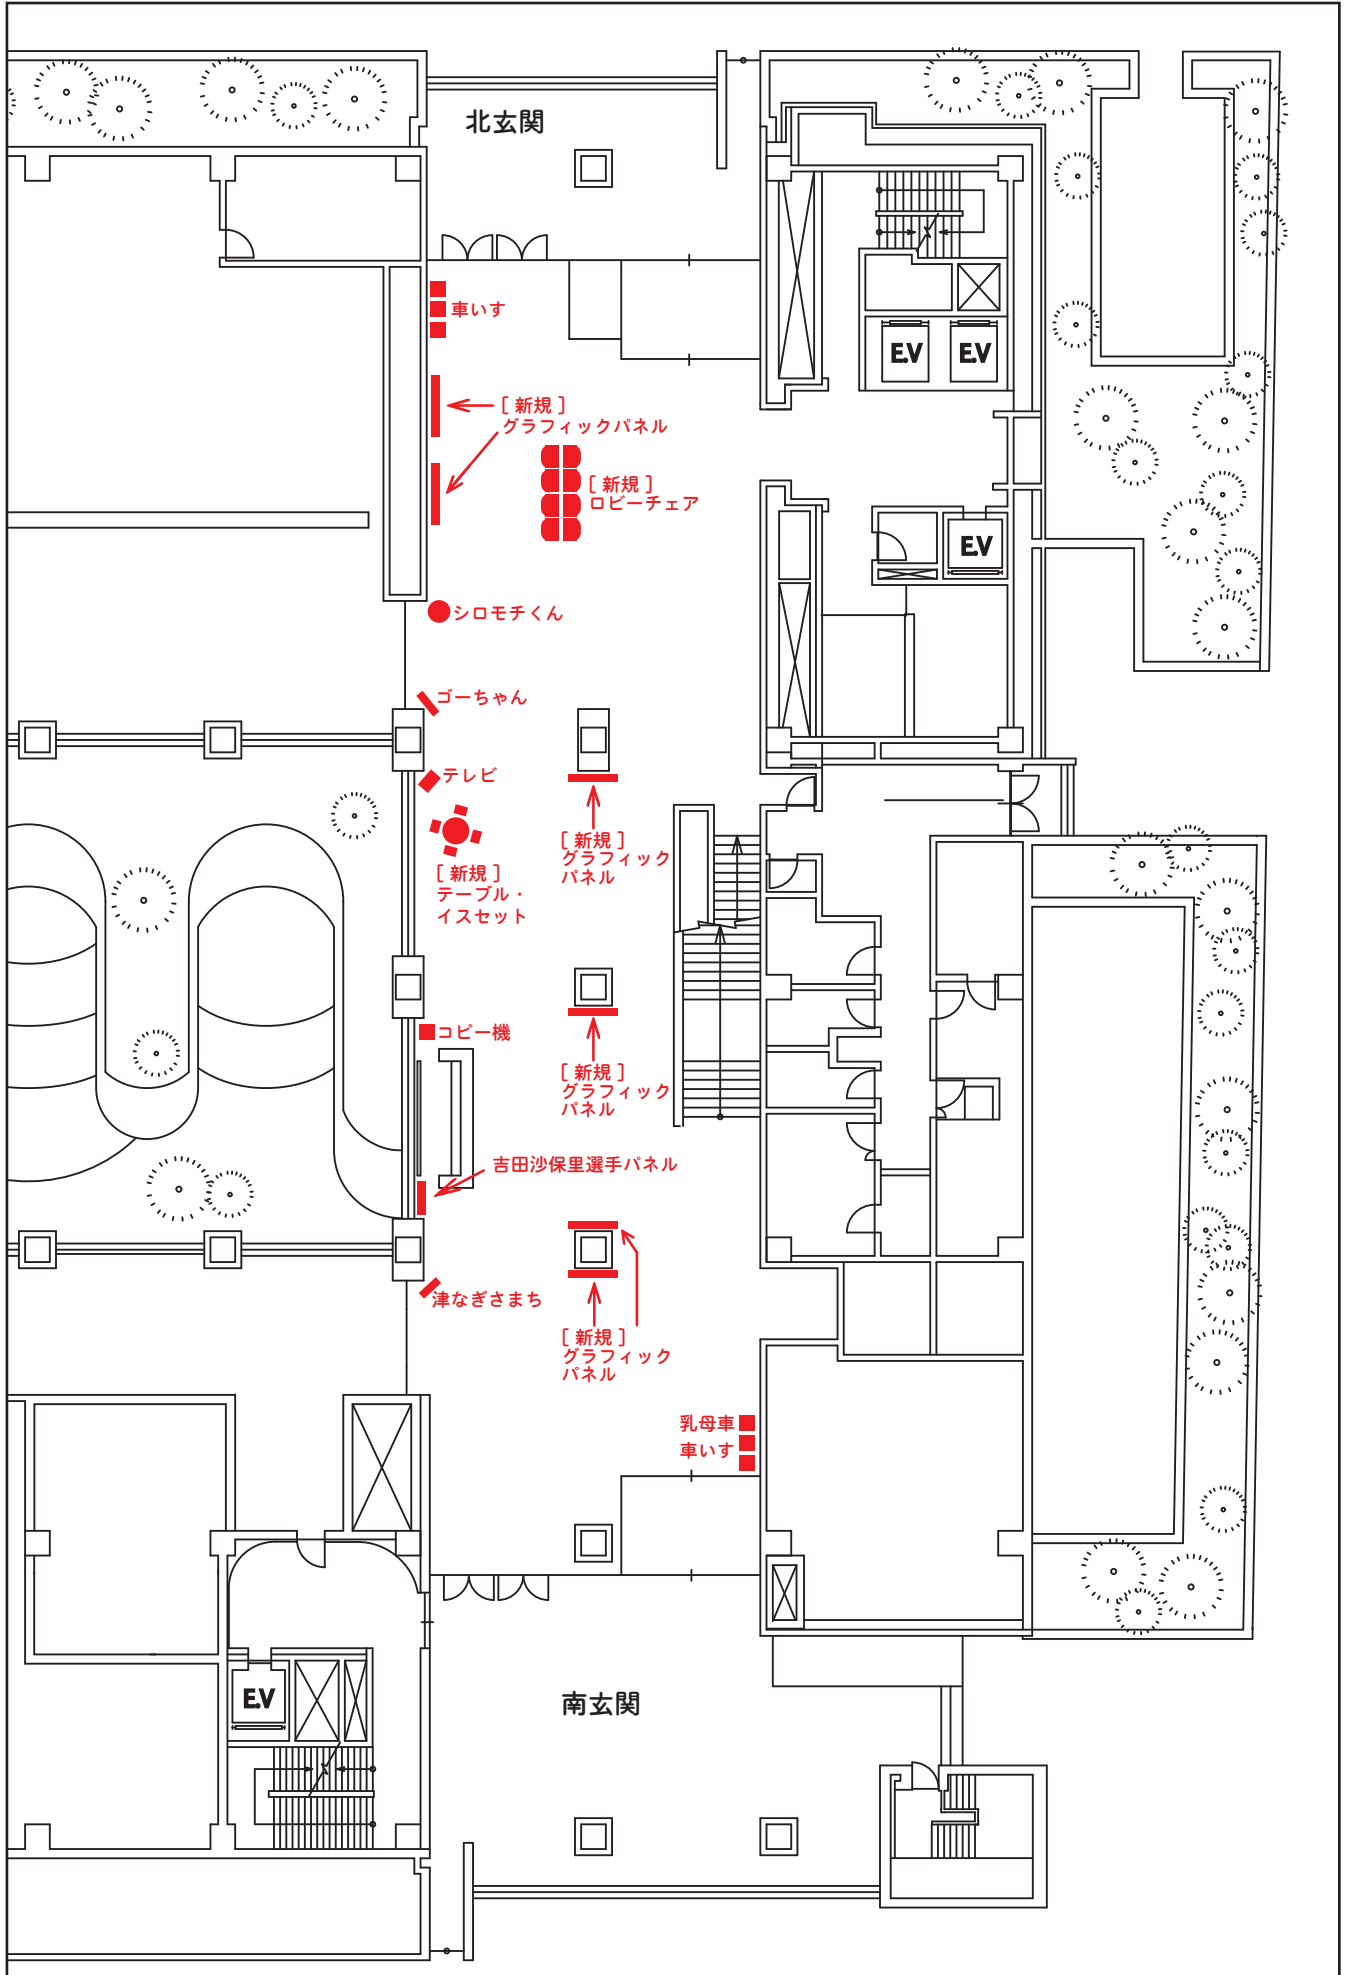 北玄関
車いす
E.V
E.V
[ 新規 ]
グラフィックパネル
[ 新規 ]
ロビーチェア
E.V
シロモチくん
ゴーちゃん
テレビ
[ 新規 ]
グラフィック
パネル
[ 新規 ]
テーブル・
イスセット
コピー機
[ 新規 ]
グラフィック
パネル
吉田沙保里選手パネル
津なぎさまち
[ 新規 ]
グラフィック
パネル
乳母車
車いす
E.V
南玄関